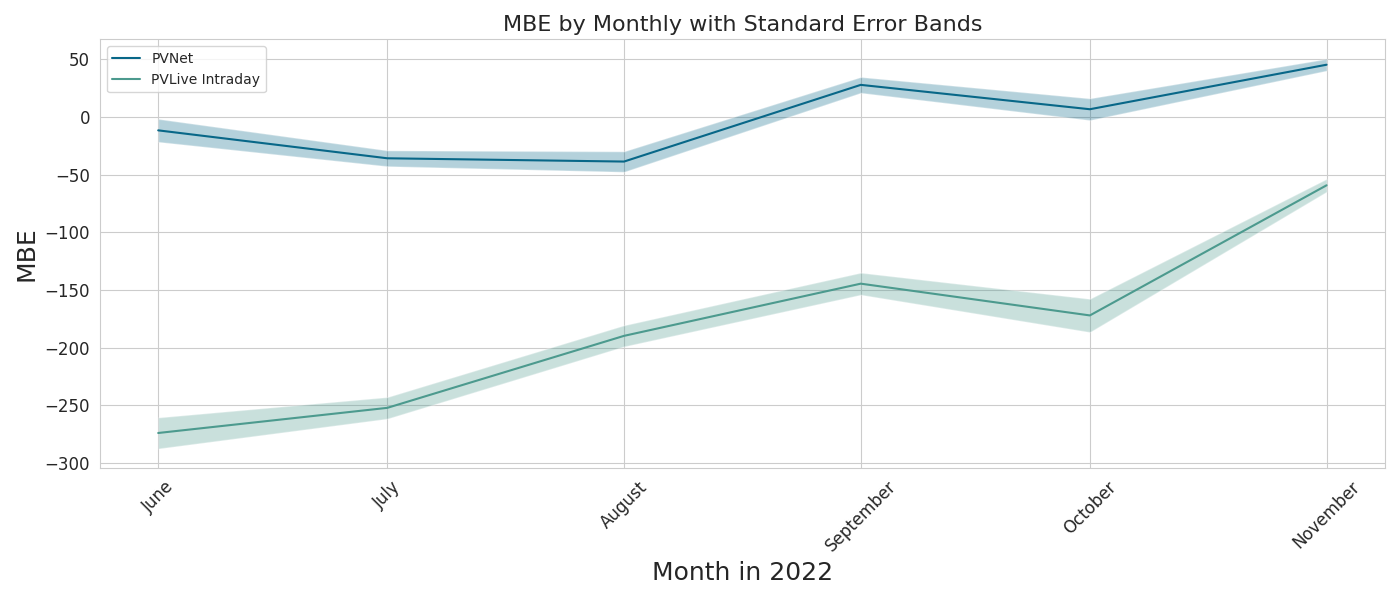 MBE by Monthly with Standard Error Bands
PVNet
PVLive Intraday
50
0
−50
−100
−150
−200
−250
−300
MBE
June
July
August
September
October
November
Month in 2022